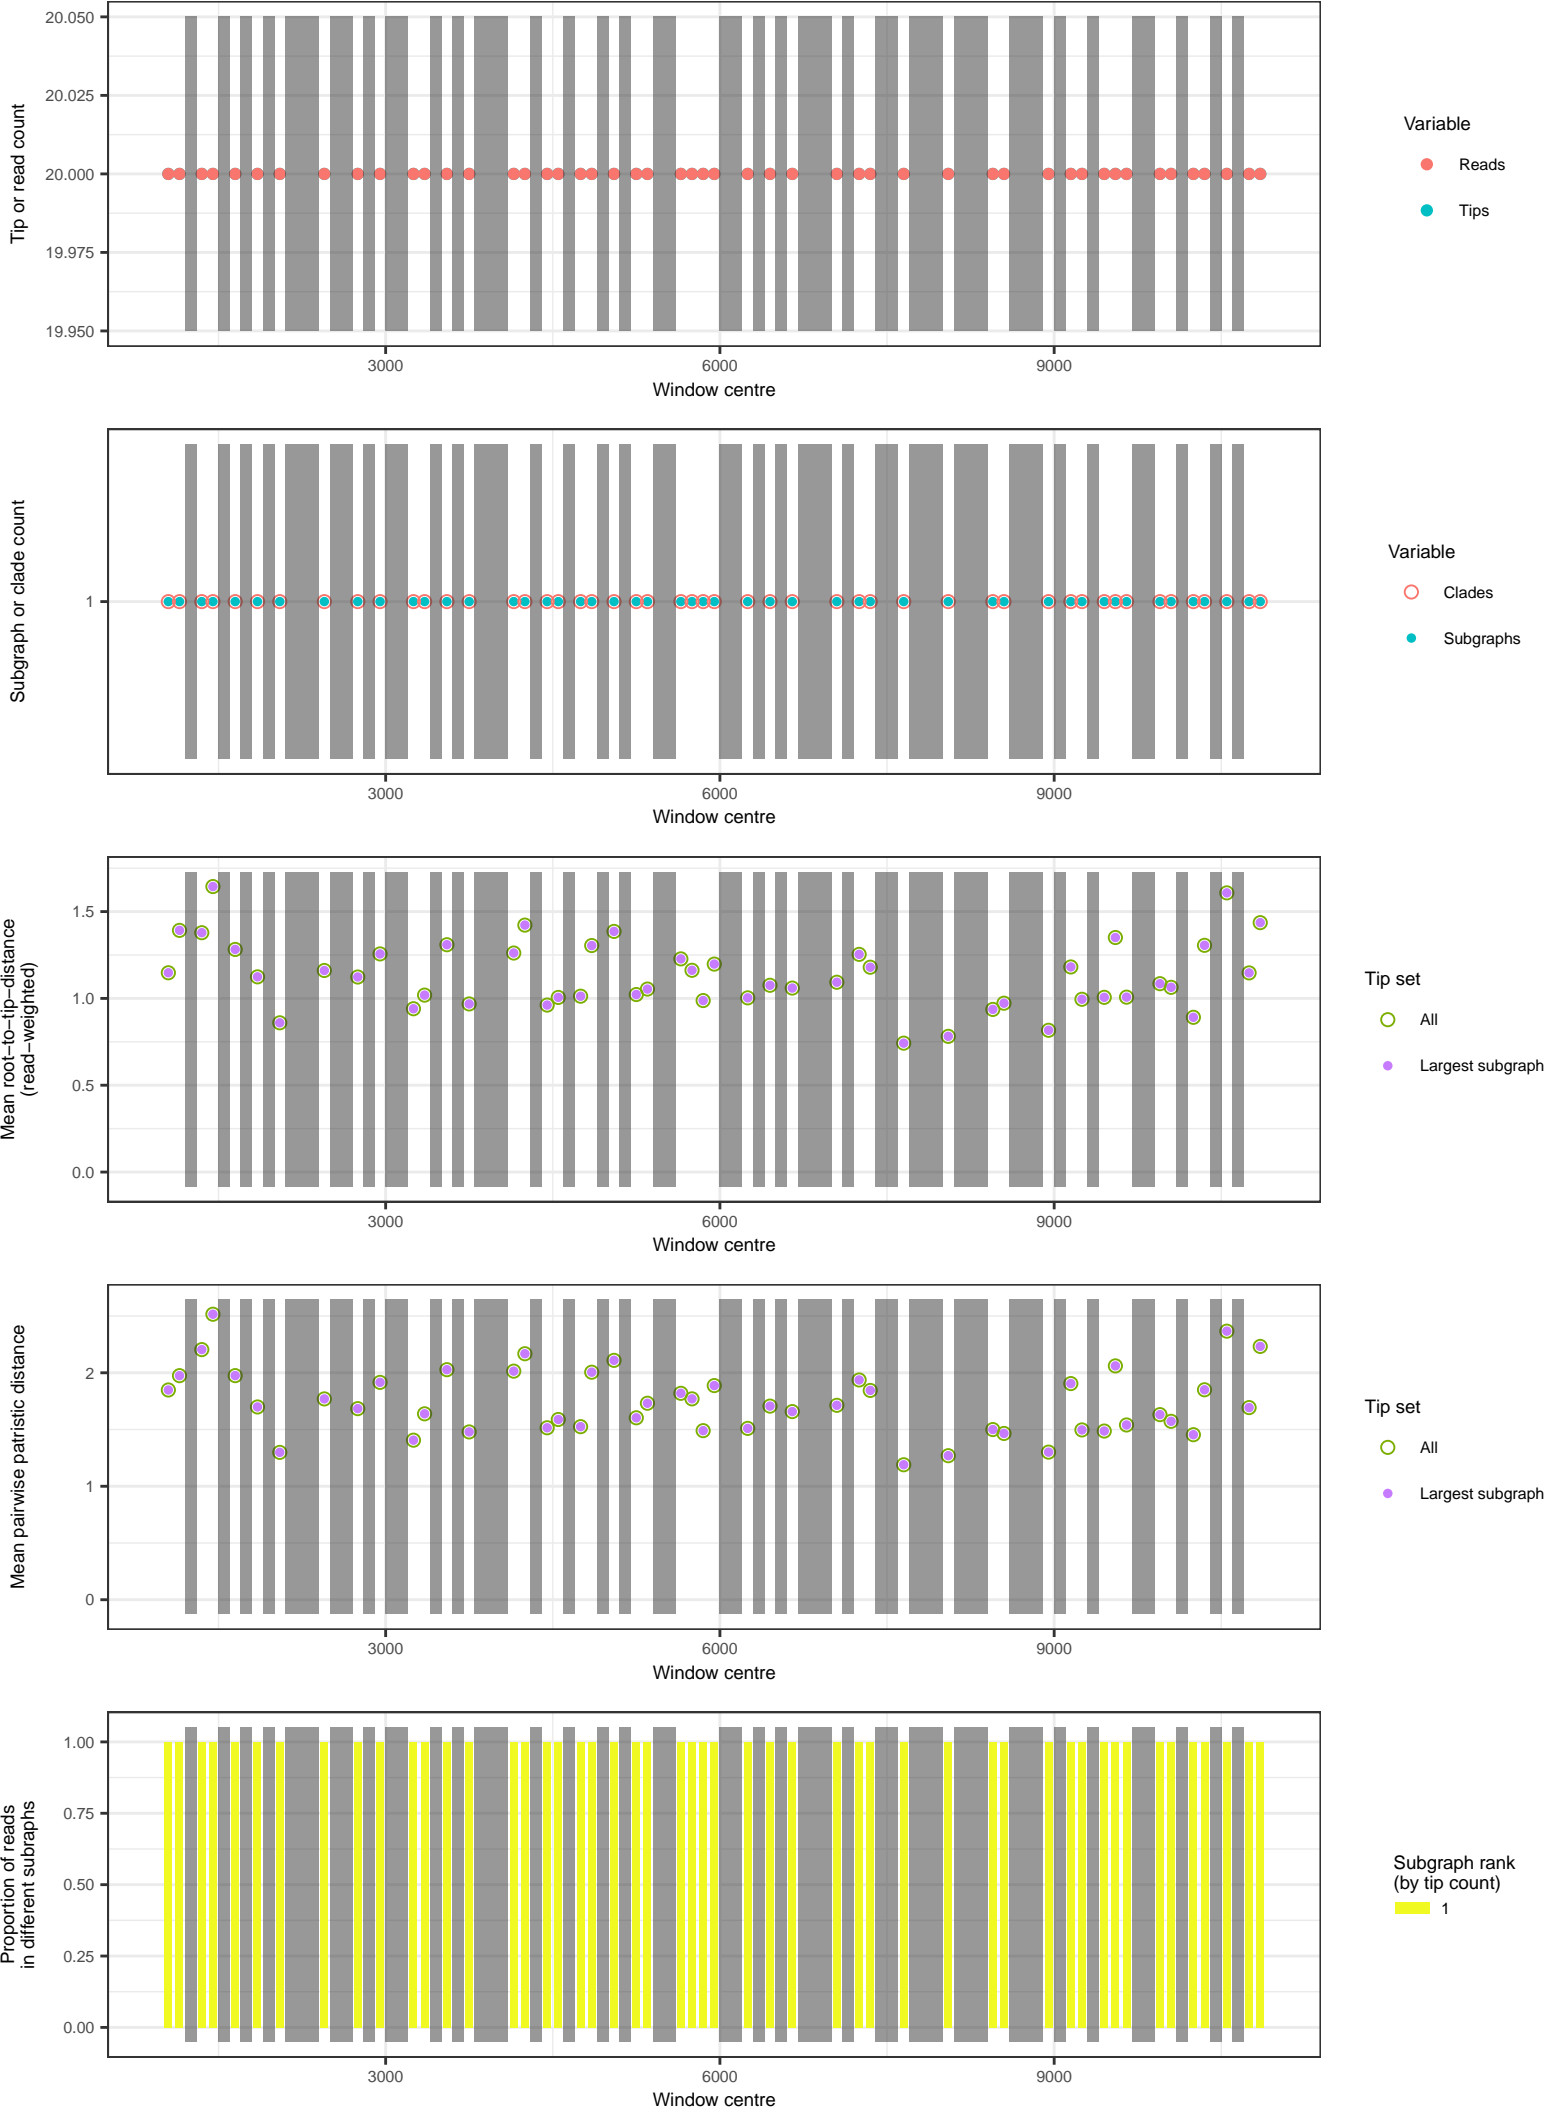 20.050
20.025
20.000
19.975
19.950
Tip or read count
3000
6000
9000
Window centre
Variable
Reads
Tips
1
Subgraph or clade count
3000
6000
9000
Window centre
Variable
Clades
Subgraphs
1.5
1.0
0.5
0.0
Mean root−to−tip−distance
(read−weighted)
3000
6000
9000
Window centre
Tip set
All
Largest subgraph
2
1
0
Mean pairwise patristic distance
3000
6000
9000
Window centre
Tip set
All
Largest subgraph
1.00
0.75
0.50
0.25
0.00
Proportion of reads
in different subraphs
3000
6000
9000
Window centre
Subgraph rank
(by tip count)
1